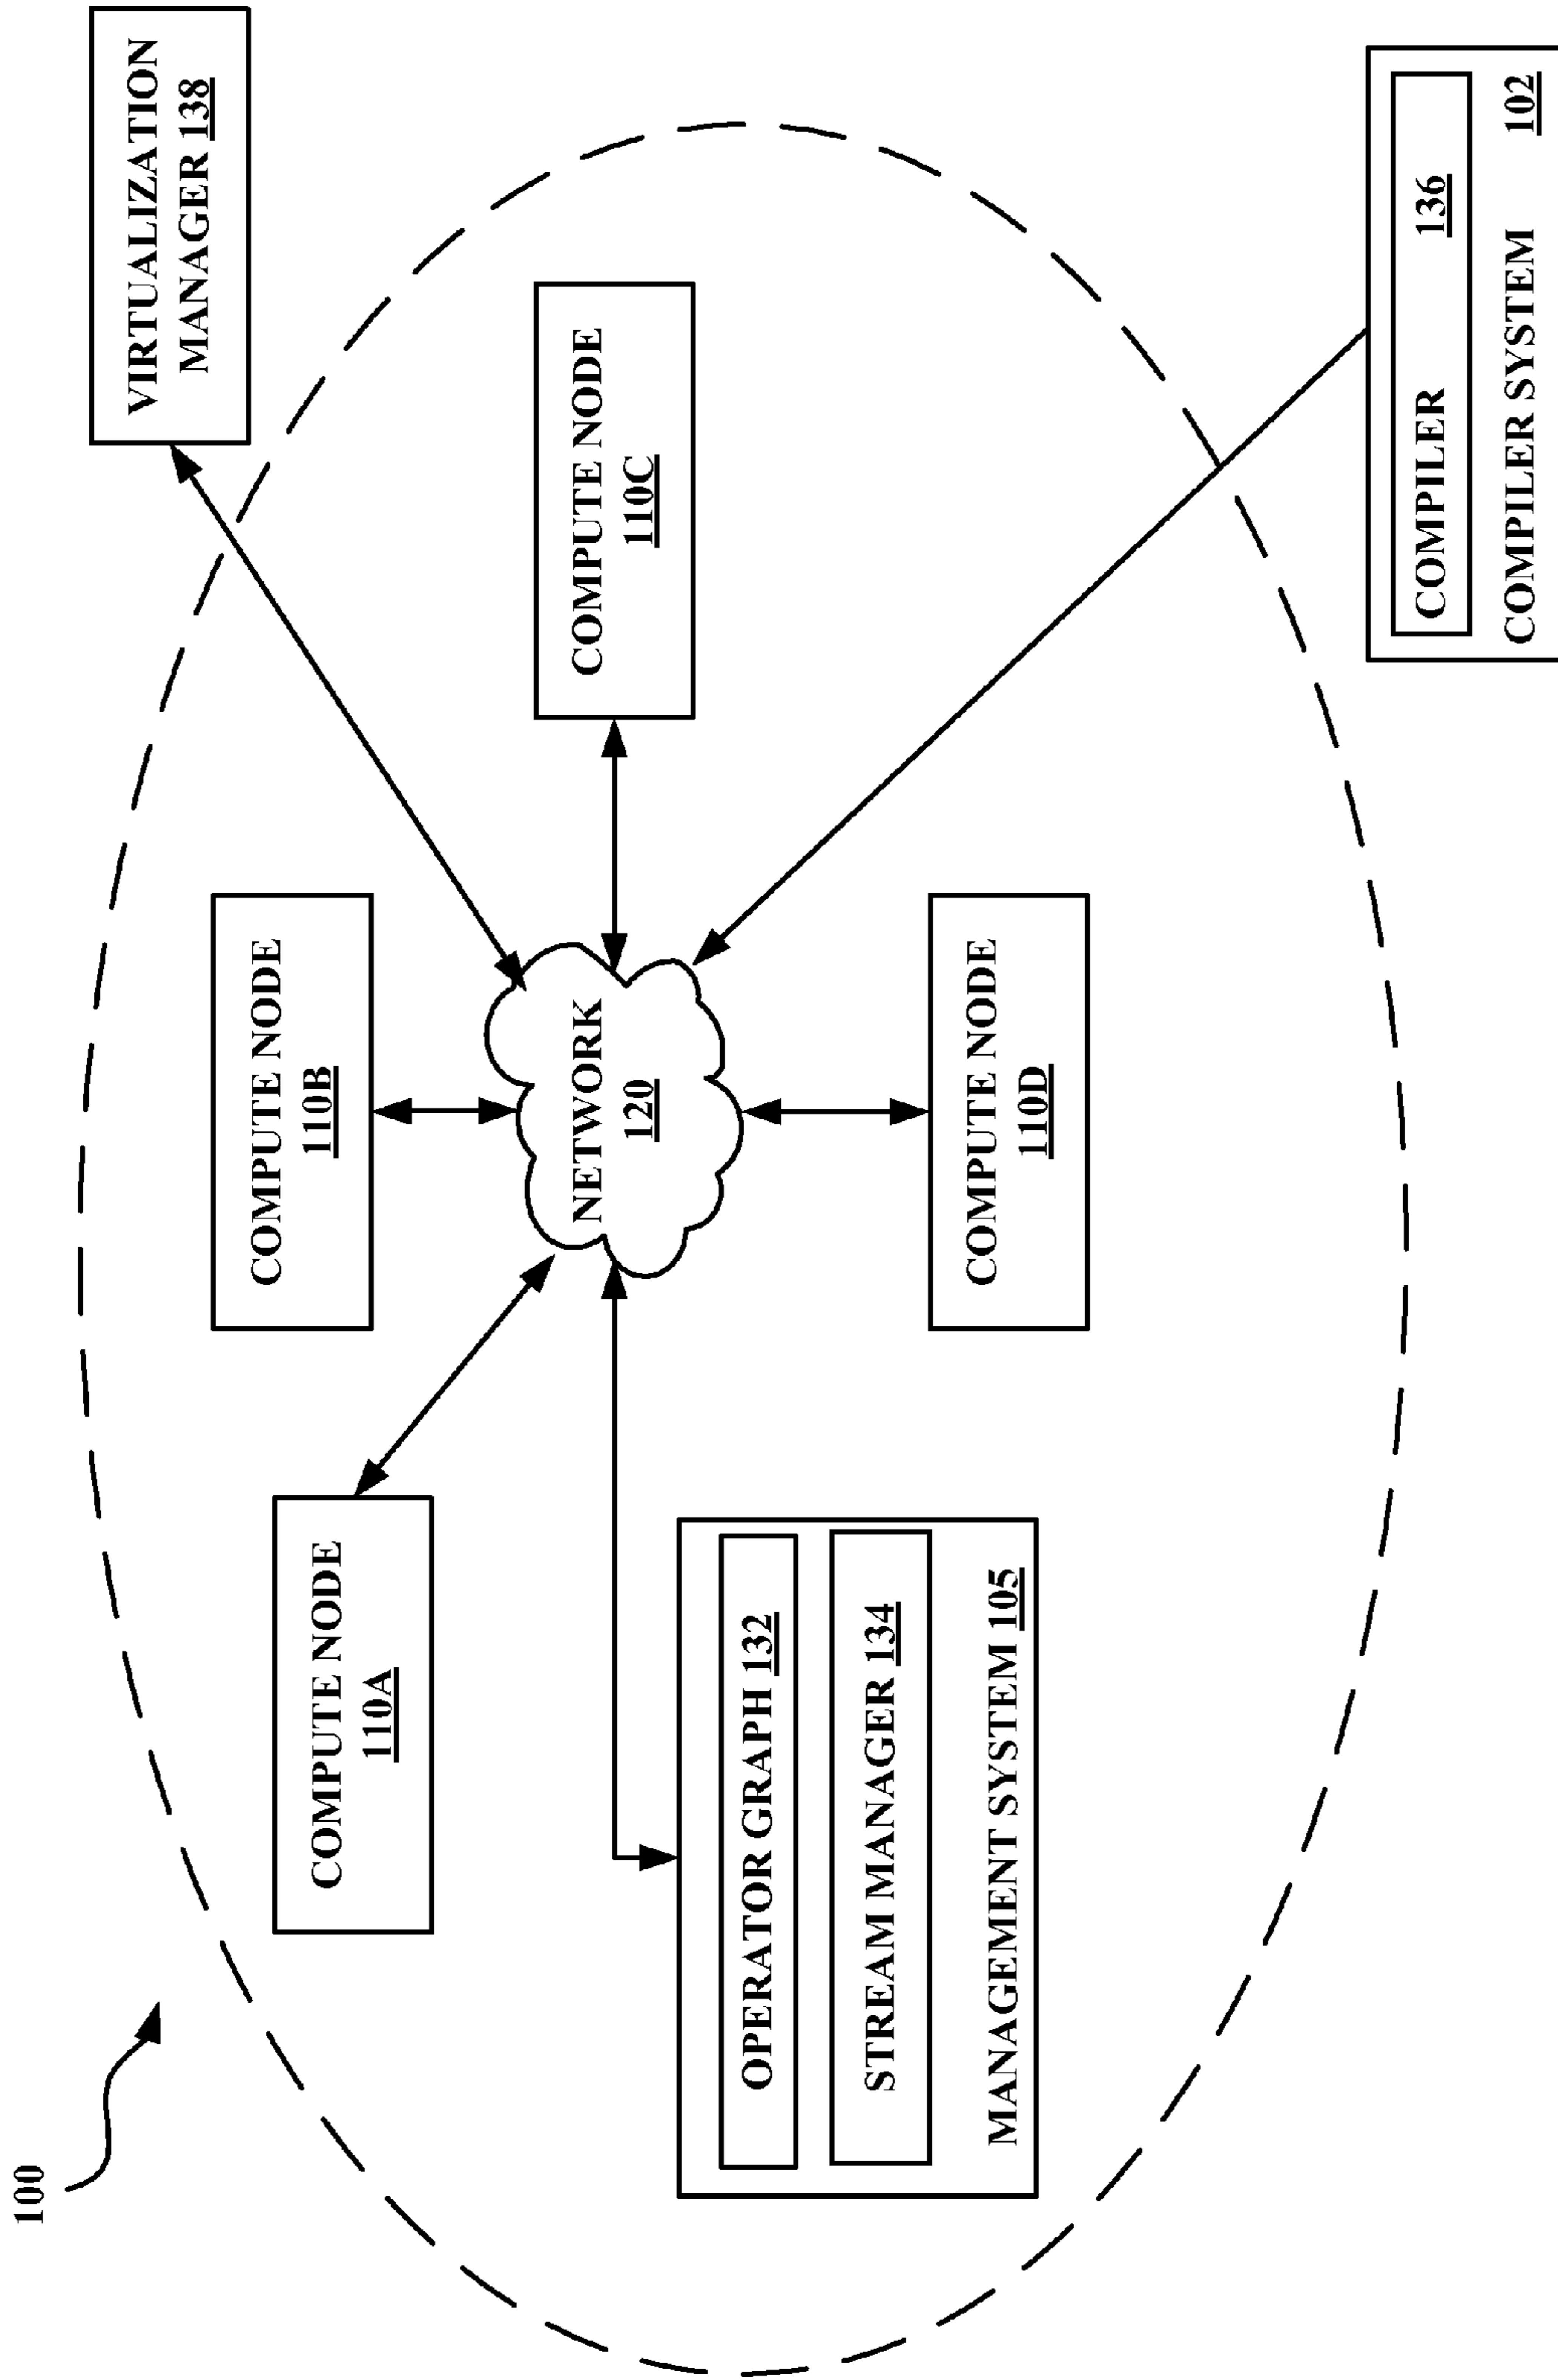 100
VIRTUALIZATION
MANAGER 138
COMPUTE NODE
110B
COMPUTE NODE
110A
COMPUTE NODE
110C
NETWORK
120
OPERATOR GRAPH 132
STREAM MANAGER 134
MANAGEMENT SYSTEM 105
COMPUTE NODE
110D
COMPILER 136
COMPILER SYSTEM 102